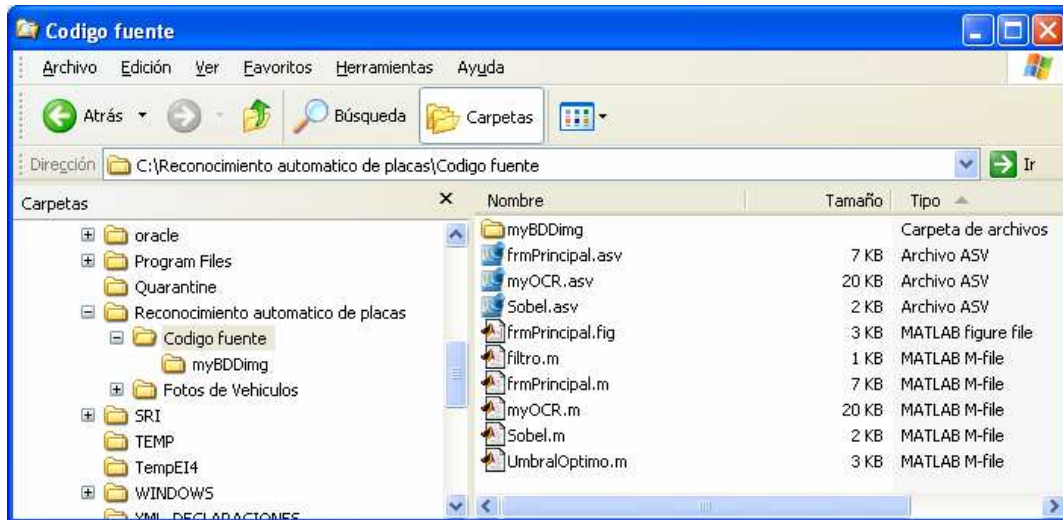 Codigo fuente
Archivo Edición Ver Favoritos Herramientas Ayuda
Atrás Búsqueda Carpetas
Dirección C:\Reconocimiento automatico de placas\Codigo fuente Ir
Carpetas
oracle
Program Files
Quarantine
Reconocimiento automatico de placas
Codigo fuente
myBDDimg
Fotos de Vehiculos
SRI
TEMP
TempEI4
WINDOWS
XML DECLARACIONES
Nombre Tamaño Tipo
myBDDimg Carpeta de archivos
frmPrincipal.asv 7 KB Archivo ASV
myOCR.asv 20 KB Archivo ASV
Sobel.asv 2 KB Archivo ASV
frmPrincipal.fig 3 KB MATLAB figure file
filtro.m 1 KB MATLAB M-file
frmPrincipal.m 7 KB MATLAB M-file
myOCR.m 20 KB MATLAB M-file
Sobel.m 2 KB MATLAB M-file
UmbralOptimo.m 3 KB MATLAB M-file